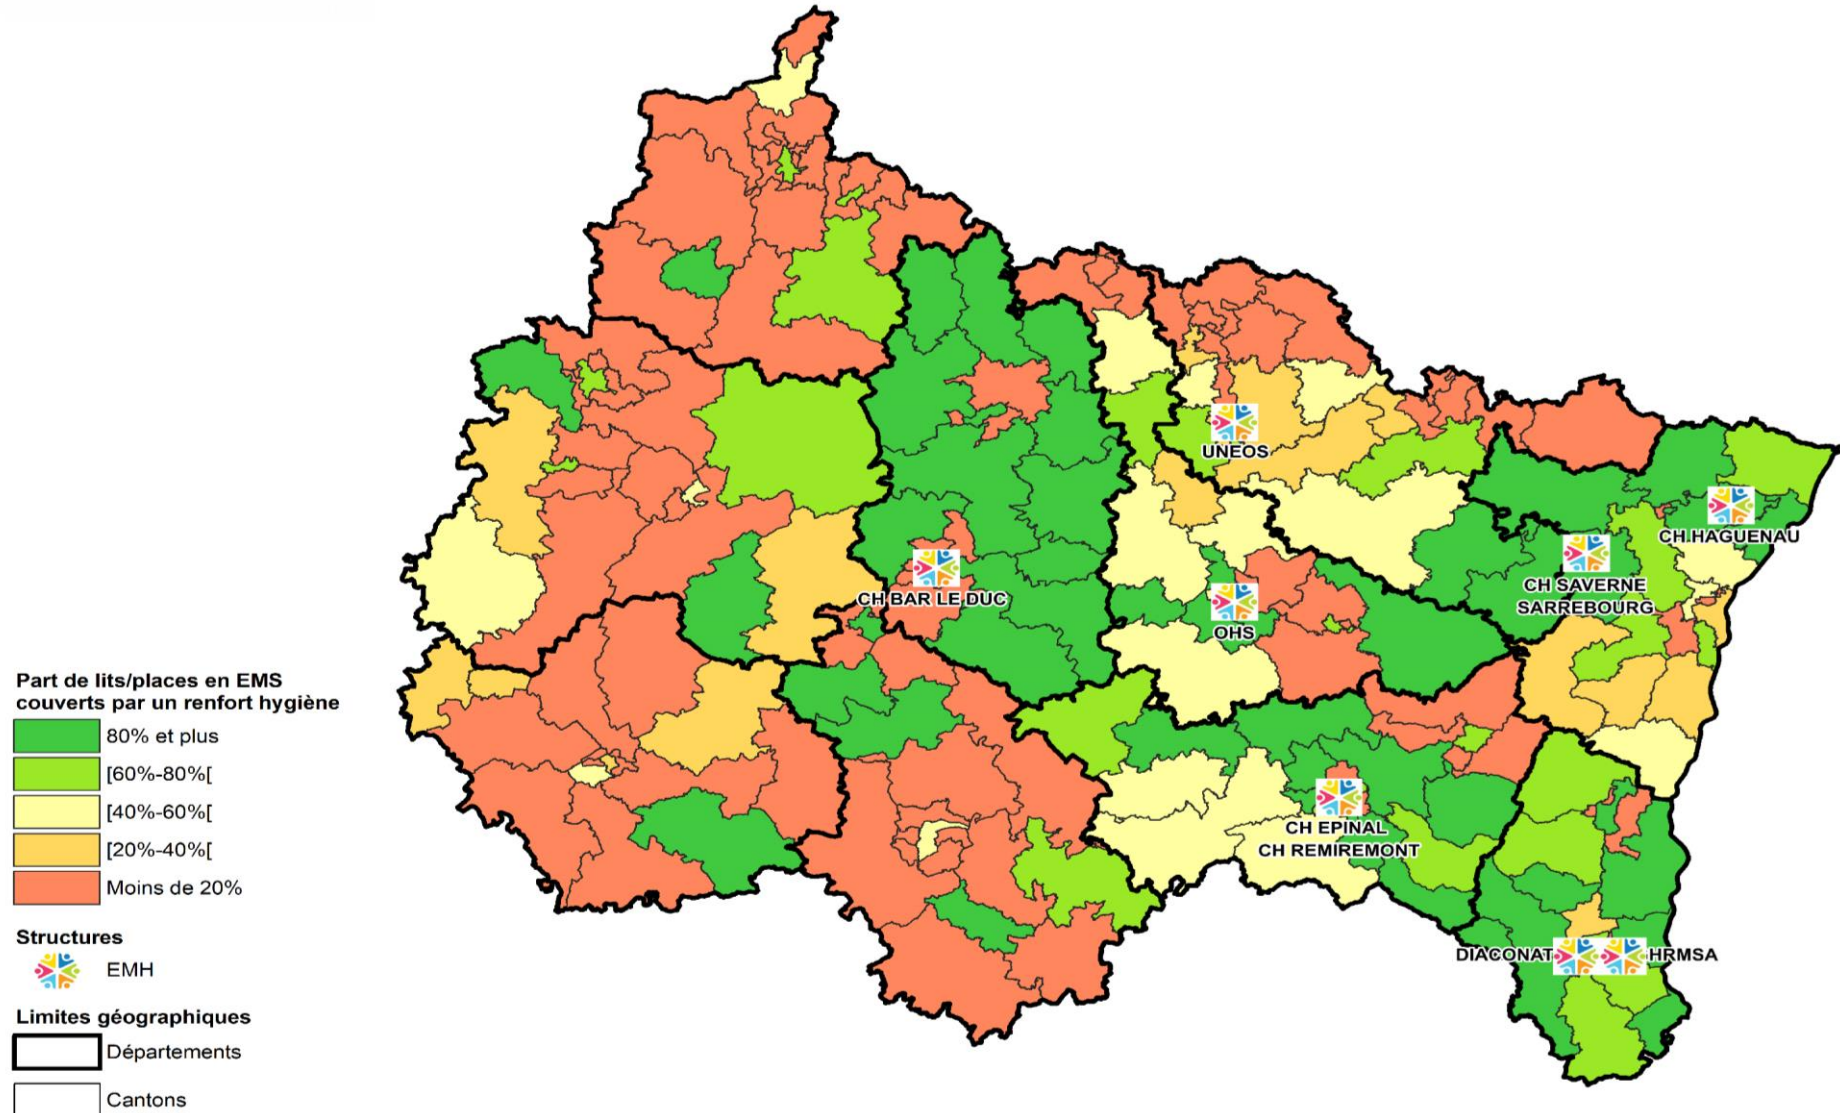 UNEOS
CH HAGUENAU
CH SAVERNE
SARREBOURG
CH BAR LE DUC
OHS
CH EPINAL
CH REMIREMONT
DIACONAT
HRMSA
Part de lits/places en EMS
couverts par un renfort hygiène
80% et plus
[60%-80%[
[40%-60%[
[20%-40%[
Moins de 20%
Structures
EMH
Limites géographiques
Départements
Cantons